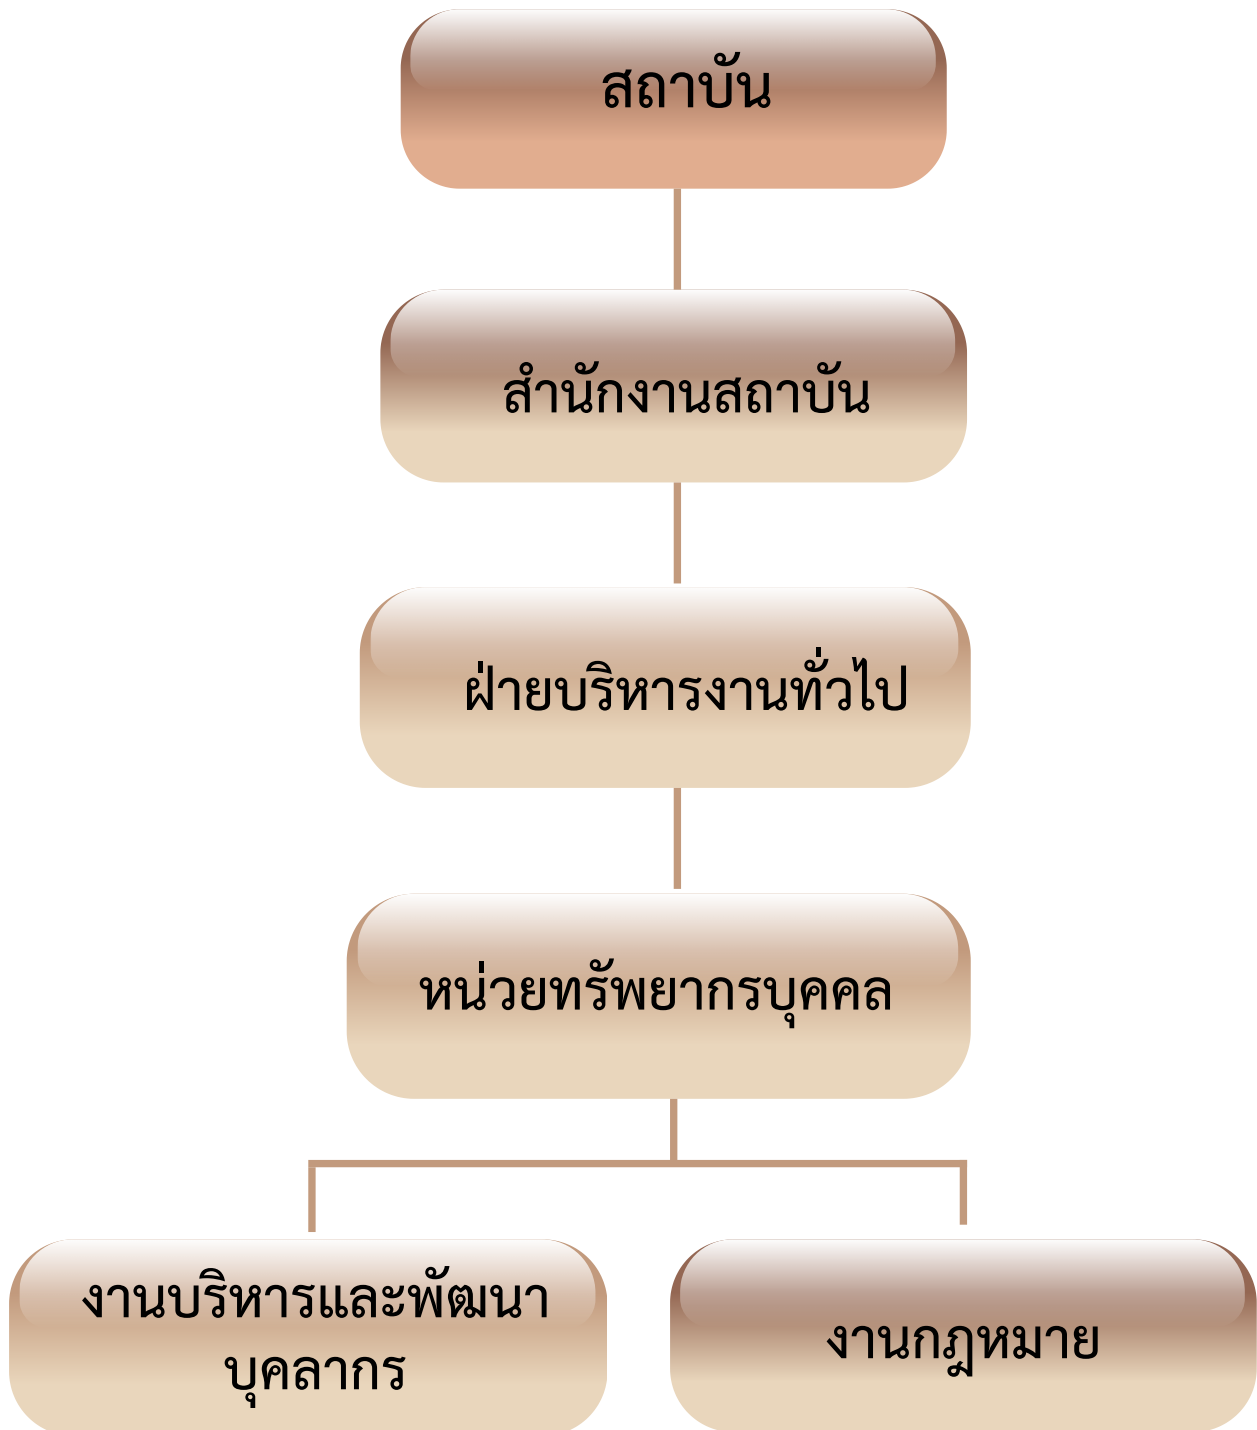 สถาบัน
สำนักงานสถาบัน
ฝ่ายบริหารงานทั่วไป
หน่วยทรัพยากรบุคคล
งานบริหารและพัฒนา
บุคลากร
งานกฎหมาย